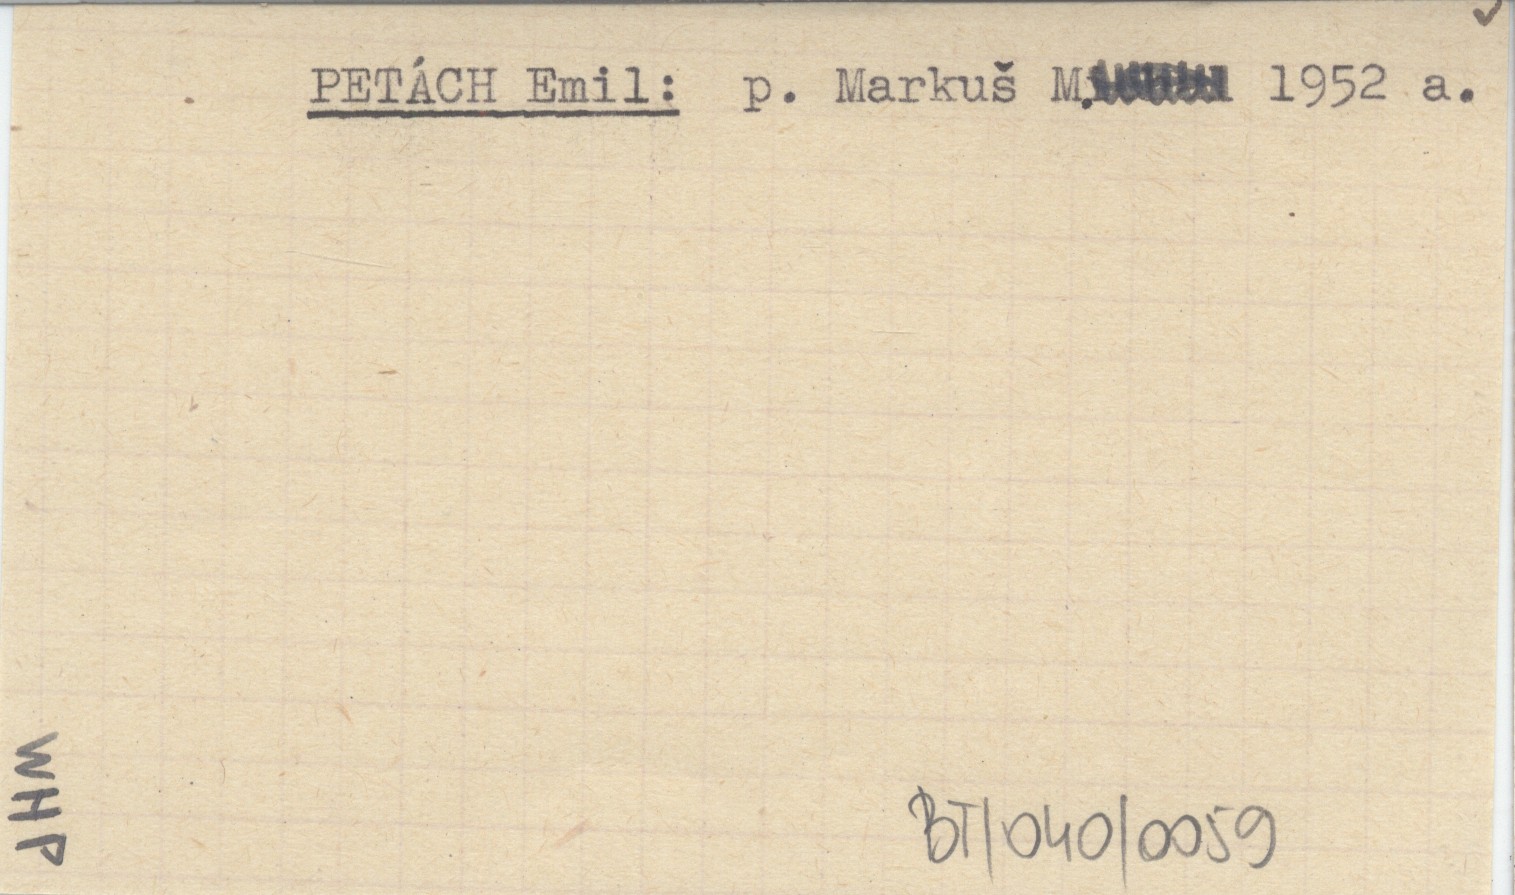 PETÁCH Emil: p. Markuš M. 1952 a.
WHP
BT/040/0059